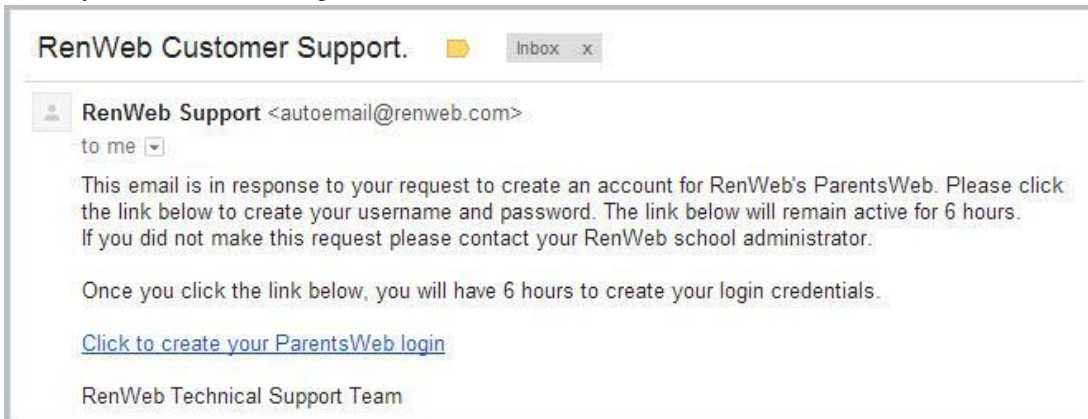 RenWeb Customer Support. Inbox x
RenWeb Support <autoemail@renweb.com>
to me
This email is in response to your request to create an account for RenWeb's ParentsWeb. Please click
the link below to create your username and password. The link below will remain active for 6 hours.
If you did not make this request please contact your RenWeb school administrator.
Once you click the link below, you will have 6 hours to create your login credentials.
Click to create your ParentsWeb login
RenWeb Technical Support Team